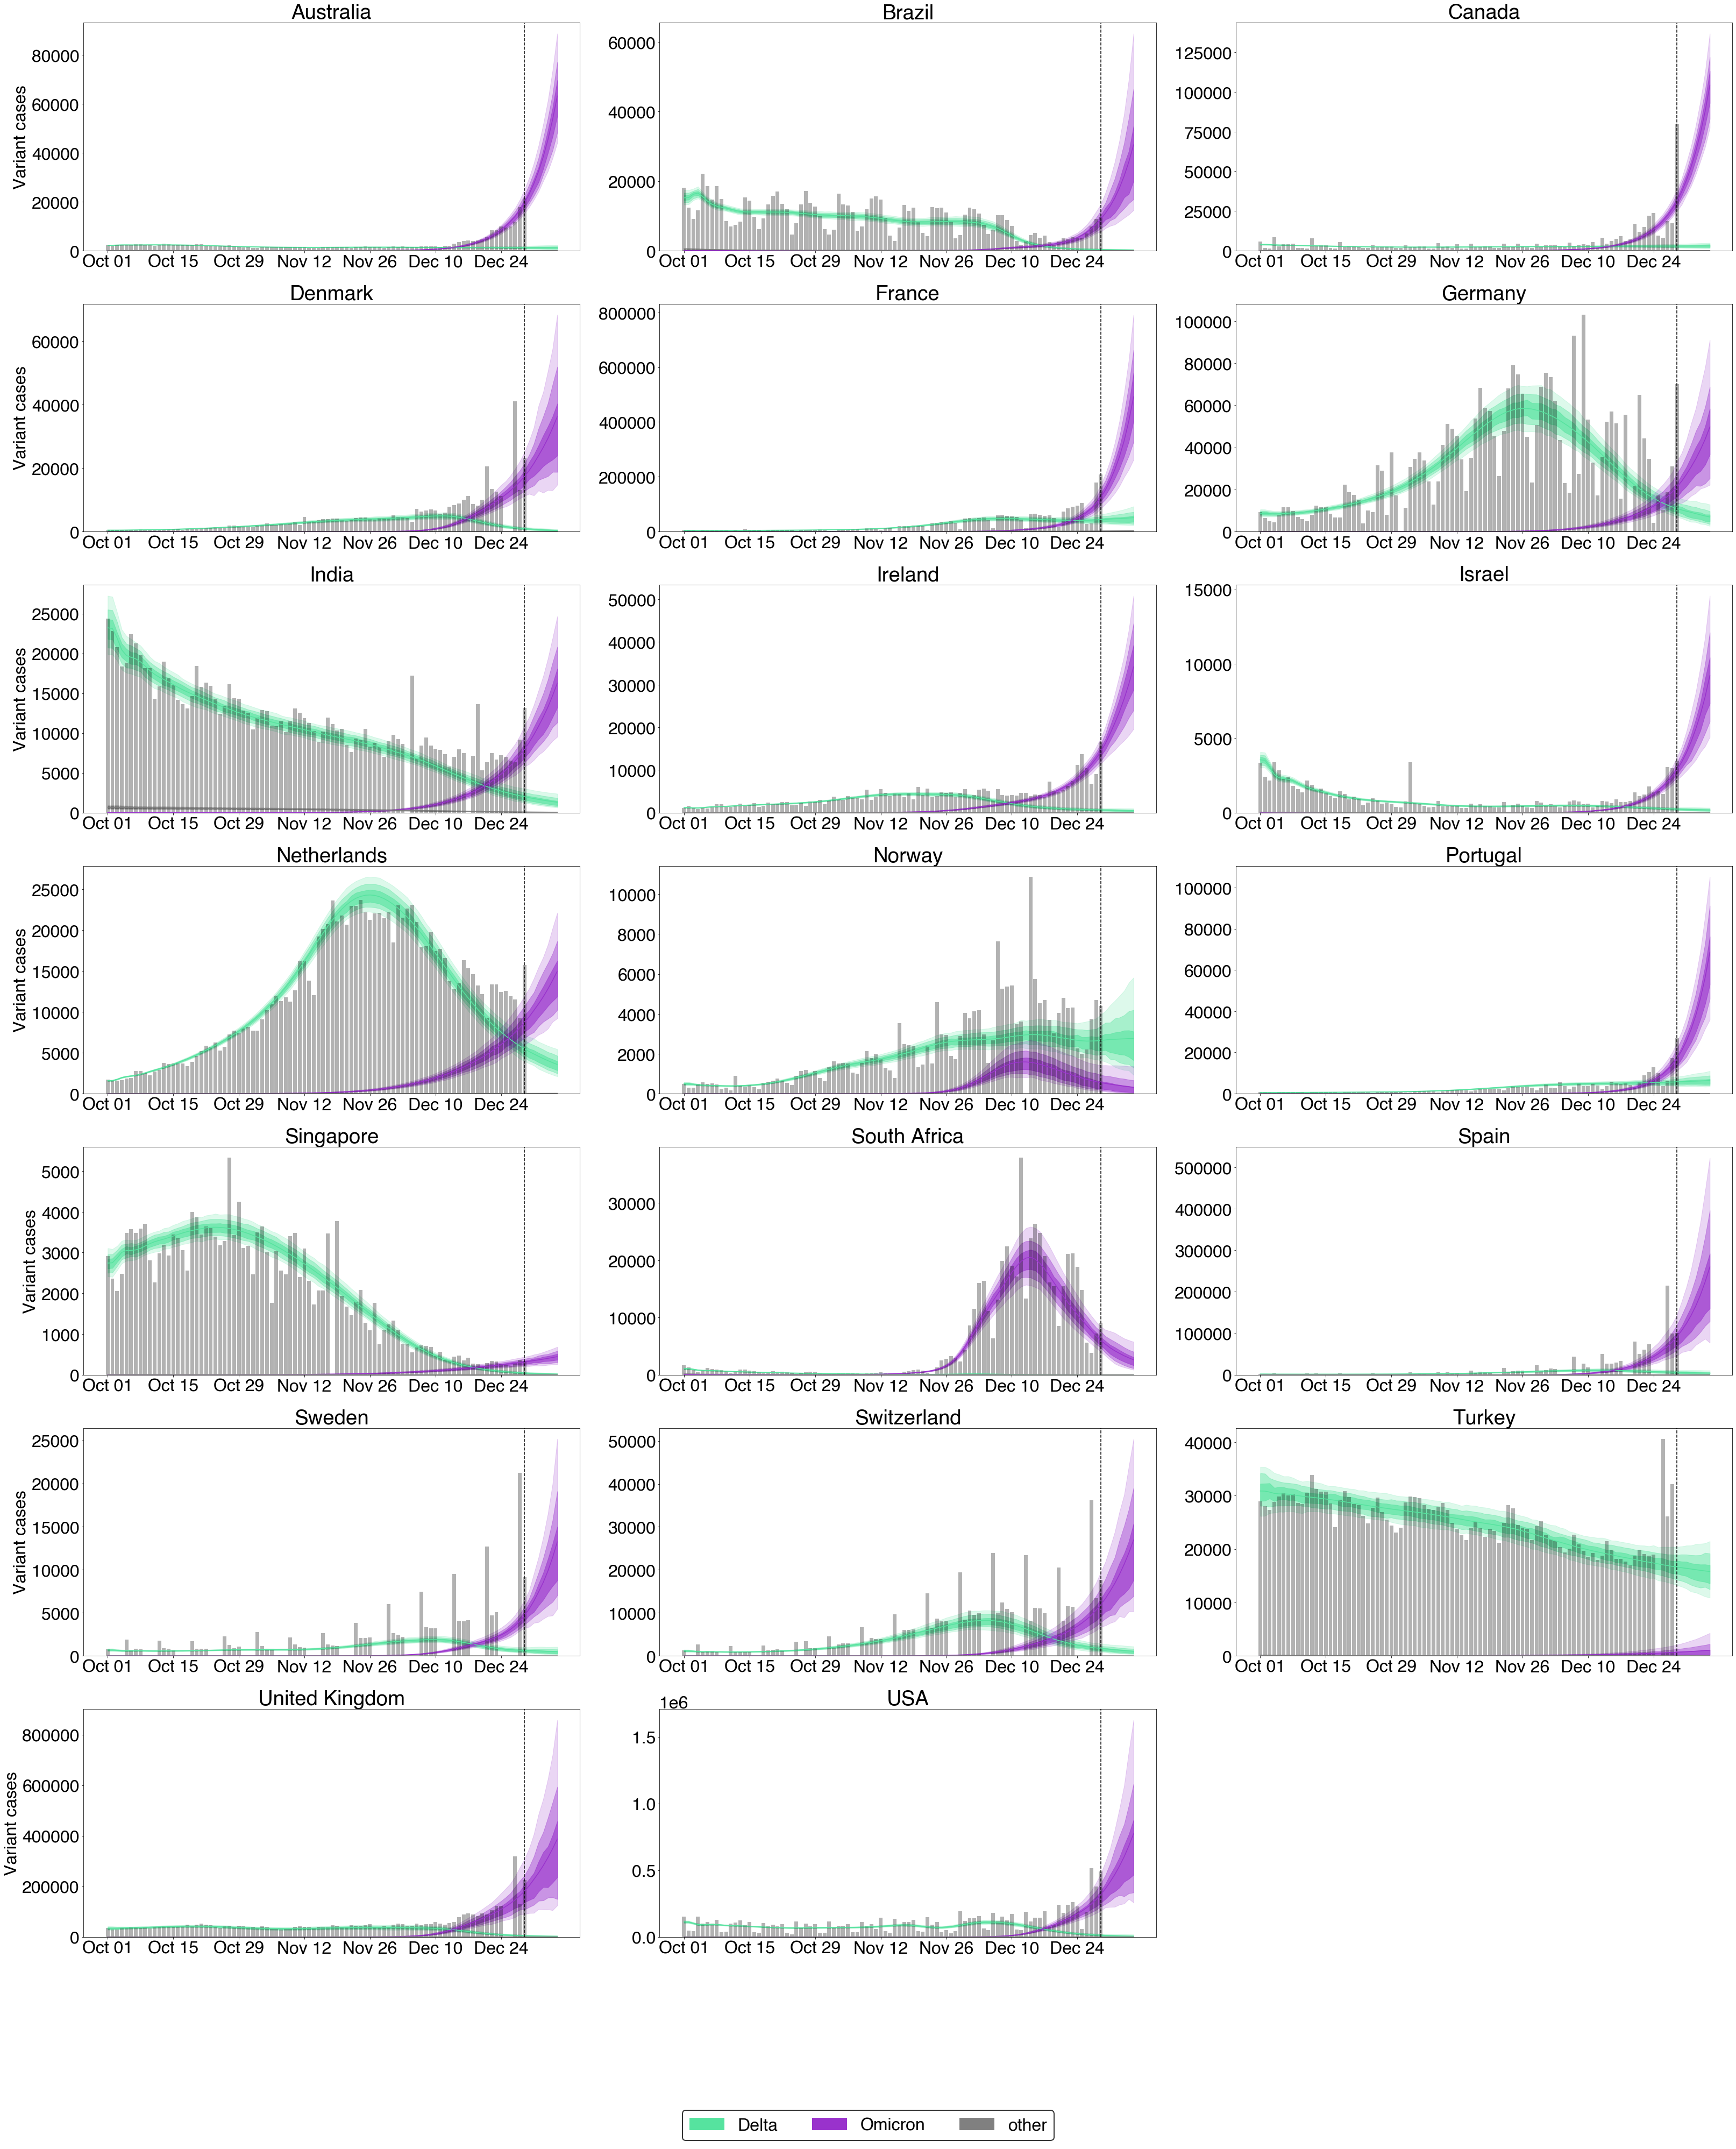 Australia
Variant cases
80000
60000
40000
20000
0
Oct 01 Oct 15 Oct 29 Nov 12 Nov 26 Dec 10 Dec 24
Brazil
60000
40000
20000
0
Oct 01 Oct 15 Oct 29 Nov 12 Nov 26 Dec 10 Dec 24
Canada
125000
100000
75000
50000
25000
0
Oct 01 Oct 15 Oct 29 Nov 12 Nov 26 Dec 10 Dec 24
Denmark
Variant cases
60000
40000
20000
0
Oct 01 Oct 15 Oct 29 Nov 12 Nov 26 Dec 10 Dec 24
France
800000
600000
400000
200000
0
Oct 01 Oct 15 Oct 29 Nov 12 Nov 26 Dec 10 Dec 24
Germany
100000
80000
60000
40000
20000
0
Oct 01 Oct 15 Oct 29 Nov 12 Nov 26 Dec 10 Dec 24
India
Variant cases
25000
20000
15000
10000
5000
0
Oct 01 Oct 15 Oct 29 Nov 12 Nov 26 Dec 10 Dec 24
Ireland
50000
40000
30000
20000
10000
0
Oct 01 Oct 15 Oct 29 Nov 12 Nov 26 Dec 10 Dec 24
Israel
15000
10000
5000
0
Oct 01 Oct 15 Oct 29 Nov 12 Nov 26 Dec 10 Dec 24
Netherlands
Variant cases
25000
20000
15000
10000
5000
0
Oct 01 Oct 15 Oct 29 Nov 12 Nov 26 Dec 10 Dec 24
Norway
10000
8000
6000
4000
2000
0
Oct 01 Oct 15 Oct 29 Nov 12 Nov 26 Dec 10 Dec 24
Portugal
100000
80000
60000
40000
20000
0
Oct 01 Oct 15 Oct 29 Nov 12 Nov 26 Dec 10 Dec 24
Singapore
Variant cases
5000
4000
3000
2000
1000
0
Oct 01 Oct 15 Oct 29 Nov 12 Nov 26 Dec 10 Dec 24
South Africa
30000
20000
10000
0
Oct 01 Oct 15 Oct 29 Nov 12 Nov 26 Dec 10 Dec 24
Spain
500000
400000
300000
200000
100000
0
Oct 01 Oct 15 Oct 29 Nov 12 Nov 26 Dec 10 Dec 24
Sweden
Variant cases
25000
20000
15000
10000
5000
0
Oct 01 Oct 15 Oct 29 Nov 12 Nov 26 Dec 10 Dec 24
Switzerland
50000
40000
30000
20000
10000
0
Oct 01 Oct 15 Oct 29 Nov 12 Nov 26 Dec 10 Dec 24
Turkey
40000
30000
20000
10000
0
Oct 01 Oct 15 Oct 29 Nov 12 Nov 26 Dec 10 Dec 24
United Kingdom
Variant cases
800000
600000
400000
200000
0
Oct 01 Oct 15 Oct 29 Nov 12 Nov 26 Dec 10 Dec 24
USA
1e6
1.5
1.0
0.5
0.0
Oct 01 Oct 15 Oct 29 Nov 12 Nov 26 Dec 10 Dec 24
Delta Omicron other